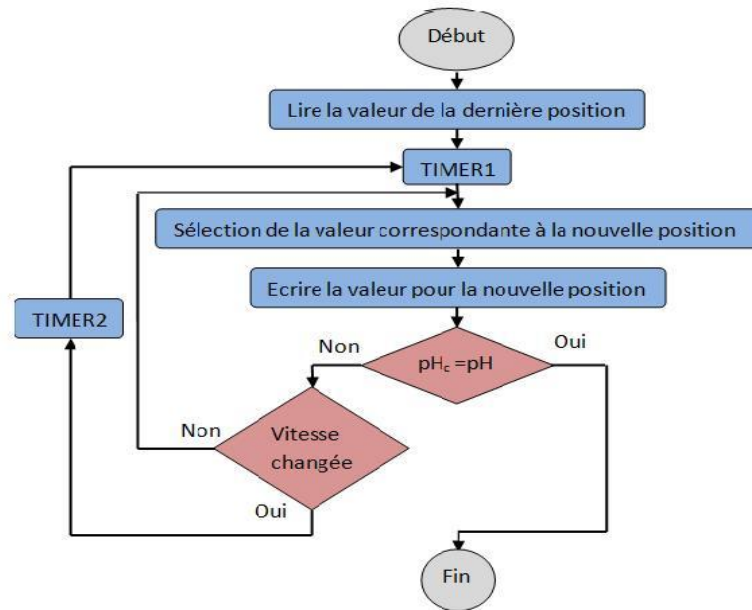 Début
Lire la valeur de la dernière position
TIMER1
Sélection de la valeur correspondante à la nouvelle position
Ecrire la valeur pour la nouvelle position
TIMER2
Non
pHc =pH
Oui
Non
Vitesse
changée
Oui
Fin